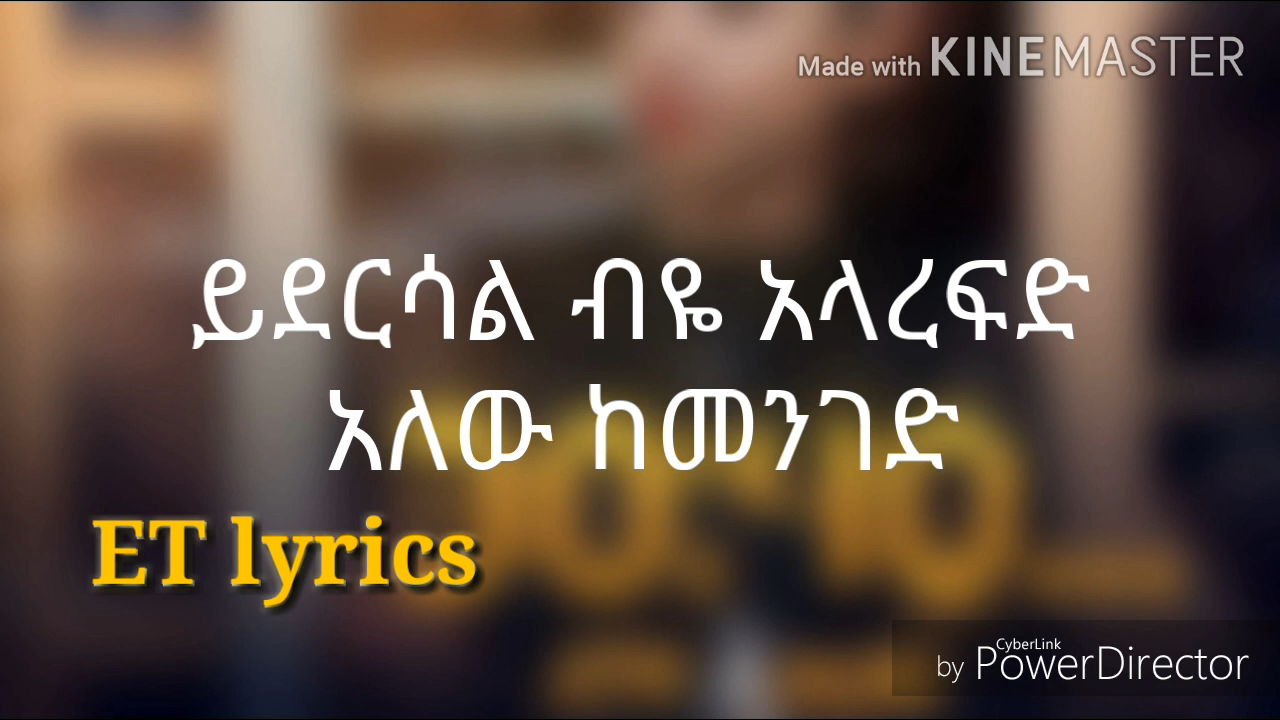 Made with KINEMASTER
ይደርሳል ብዬ አላረፍድ
አለው ከመንገድ
ET lyrics
CyberLink
by PowerDirector